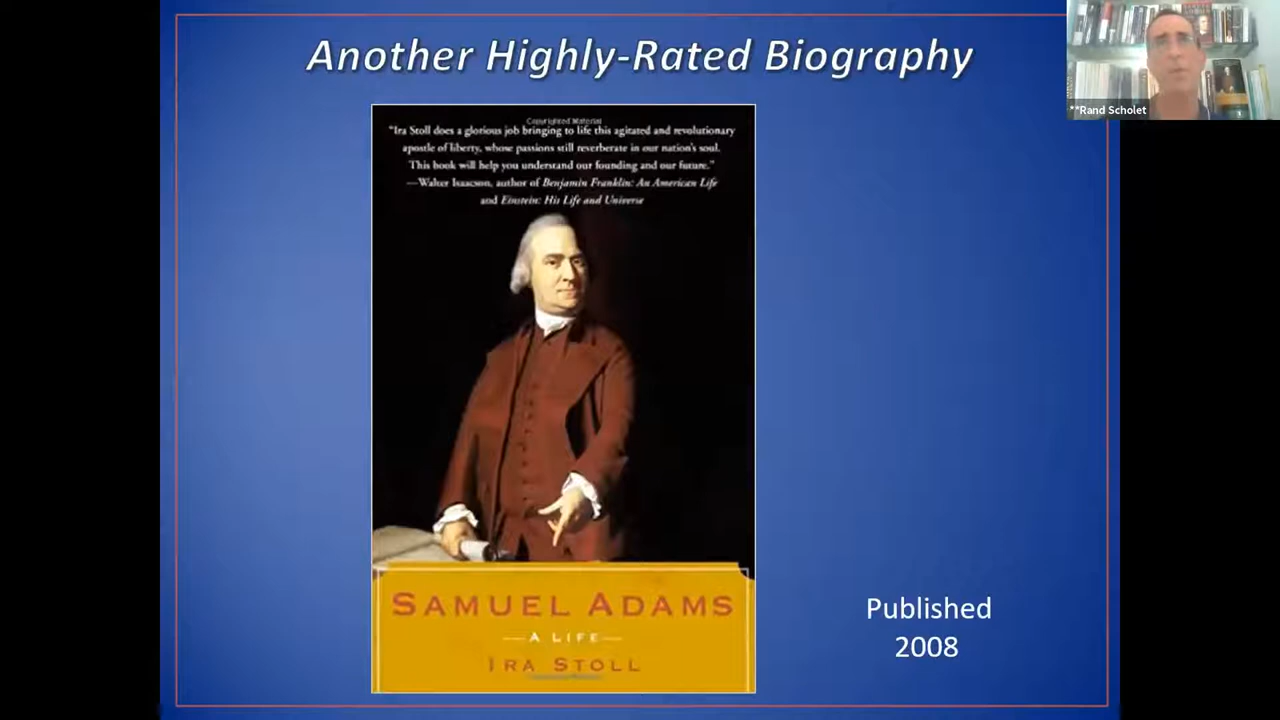 Another Highly-Rated Biography
**Rand Scholet
Copyrighted Material
"Ira Stoll does a glorious job bringing to life this agitated and revolutionary
apostle of liberty, whose passions still reverberate in our nation's soul.
This book will help you understand our founding and our future."
—Walter Isaacson, author of Benjamin Franklin: An American Life
and Einstein: His Life and Universe
SAMUEL ADAMS
—A LIFE—
IRA STOLL
Published
2008